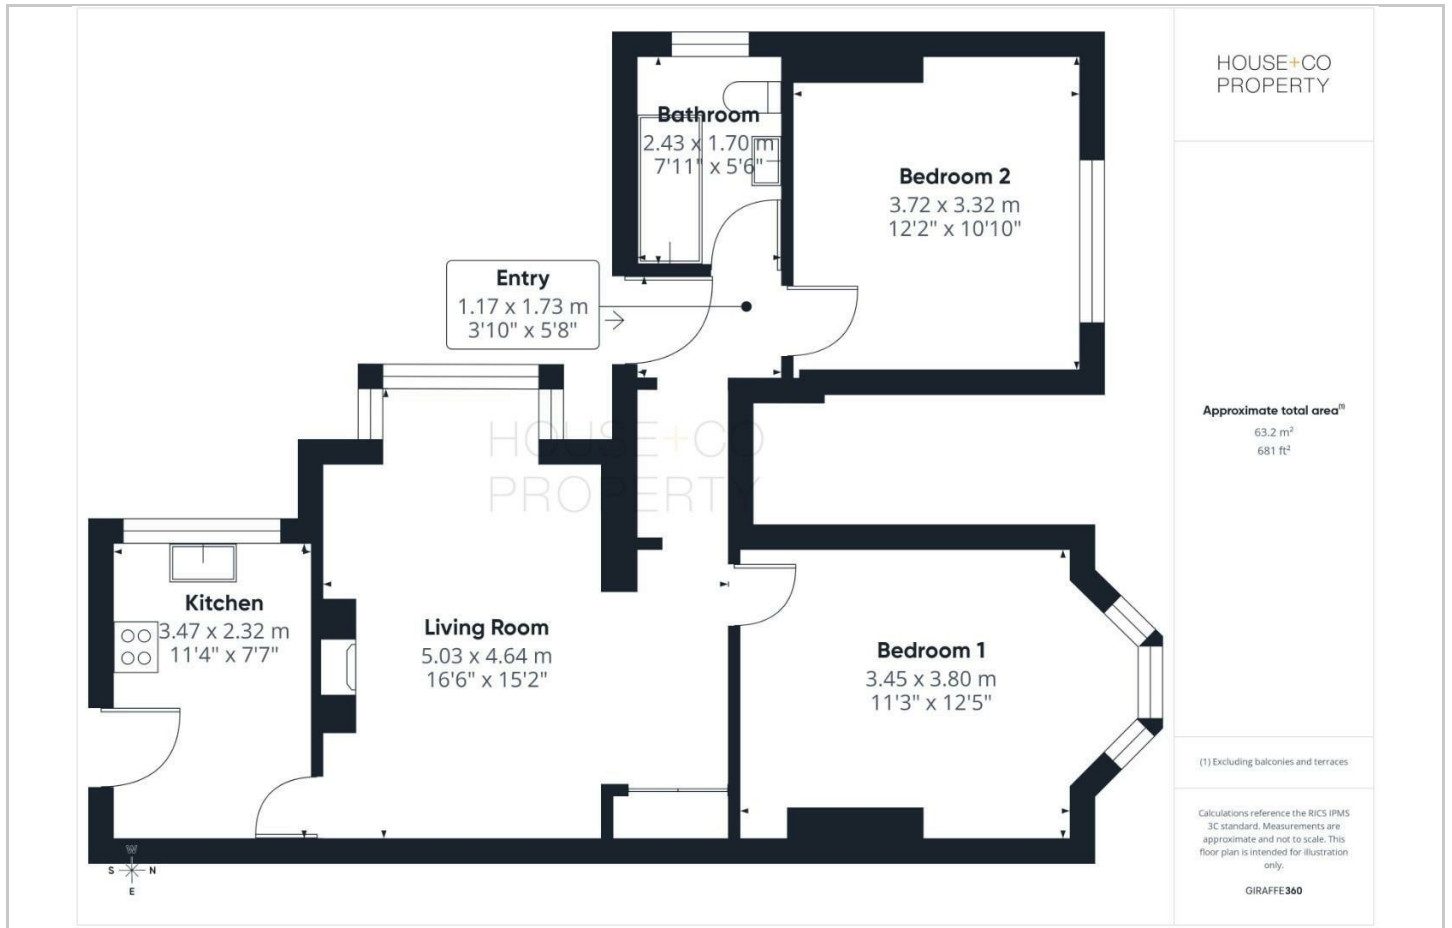 HOUSE+CO
PROPERTY
Bathroom
2.43 x 1.70 m
7'11" x 5'6"
Bedroom 2
3.72 x 3.32 m
12'2" x 10'10"
Entry
1.17 x 1.73 m
3'10" x 5'8"
HOUSE+CO
PROPERTY
Kitchen
3.47 x 2.32 m
11'4" x 7'7"
Living Room
5.03 x 4.64 m
16'6" x 15'2"
Bedroom 1
3.45 x 3.80 m
11'3" x 12'5"
W
S N
E
Approximate total area⁽¹⁾
63.2 m²
681 ft²
(1) Excluding balconies and terraces
Calculations reference the RICS IPMS
3C standard. Measurements are
approximate and not to scale. This
floor plan is intended for illustration
only.
GIRAFFE360